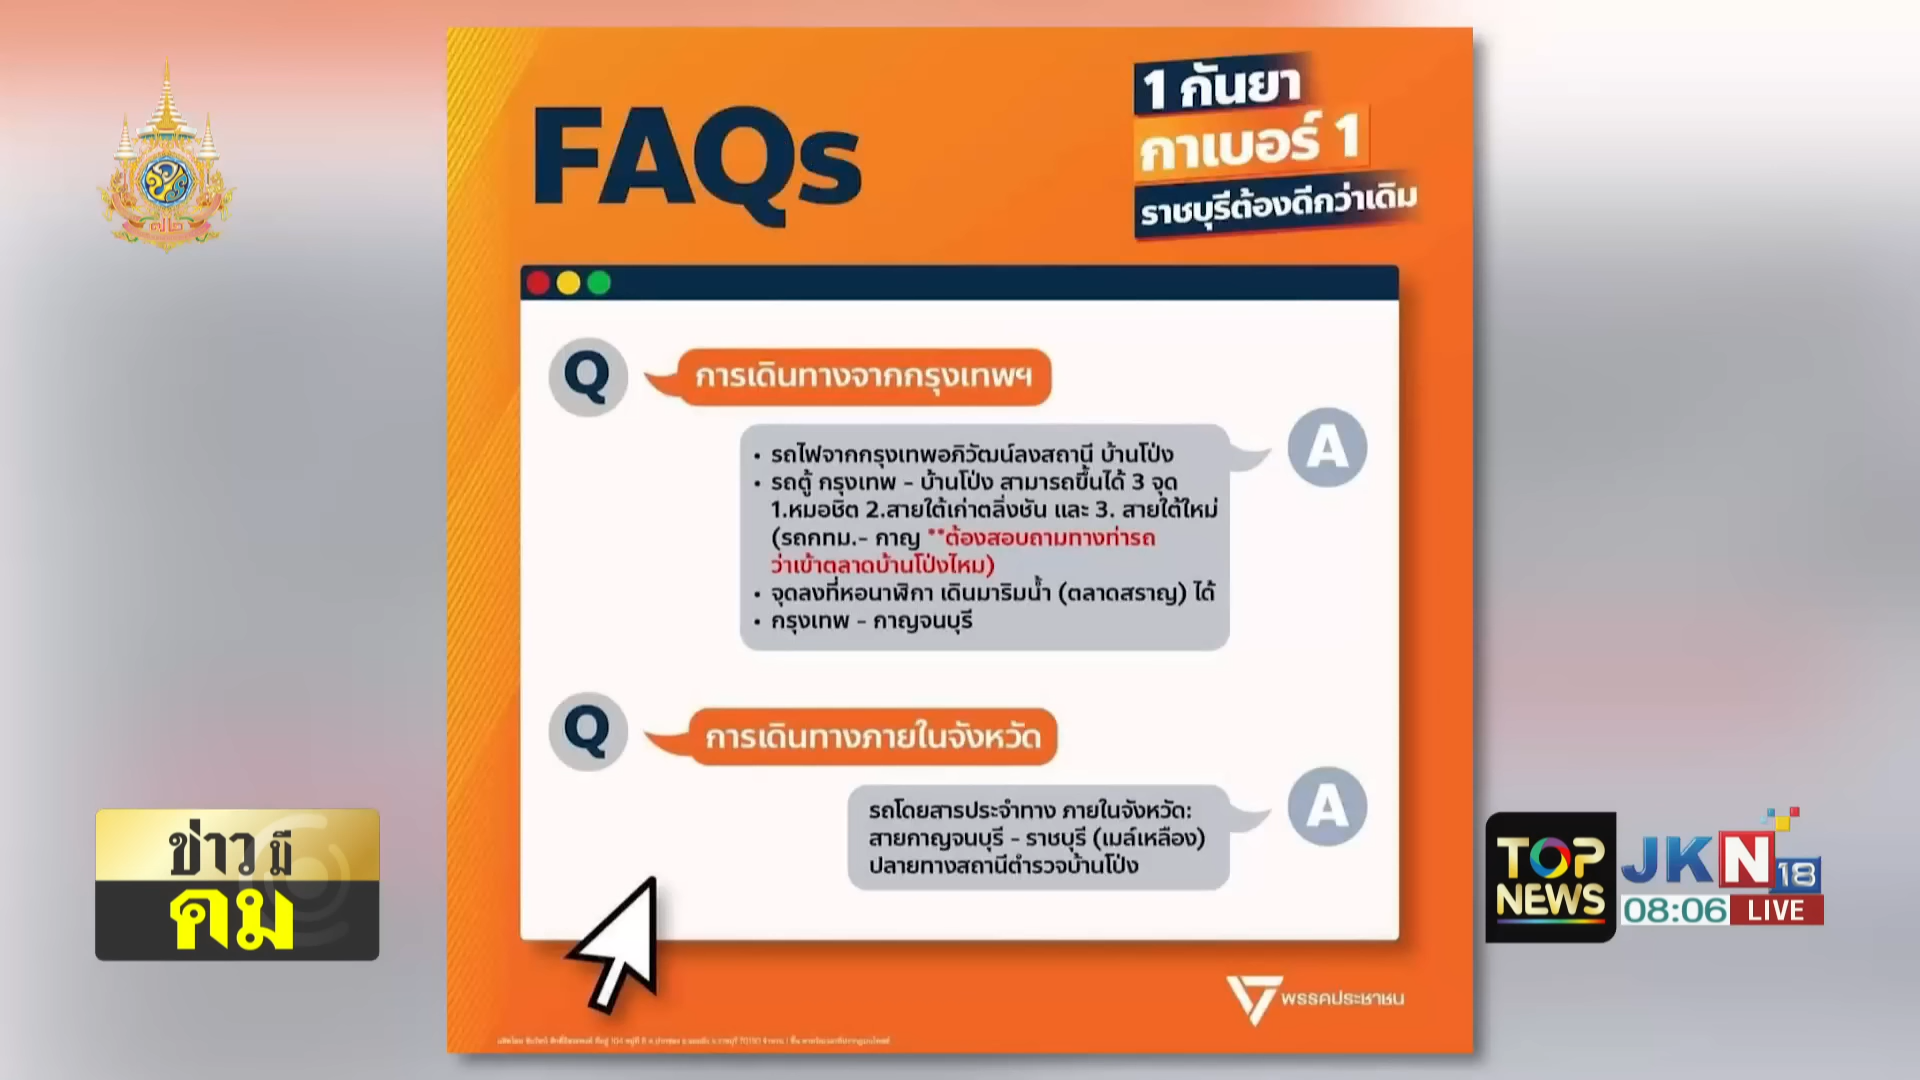 1 กันยา
กาเบอร์ 1
ราชบุรีต้องดีกว่าเดิม
FAQs
Q
การเดินทางจากกรุงเทพฯ
A
• รถไฟจากกรุงเทพอภิวัฒน์ลงสถานี บ้านโป่ง
• รถตู้ กรุงเทพ - บ้านโป่ง สามารถขึ้นได้ 3 จุด
1.หมอชิต 2.สายใต้เก่าตลิ่งชัน และ 3. สายใต้ใหม่
(รถกทม.- กาญ **ต้องสอบถามทางท่ารถ
ว่าเข้าตลาดบ้านโป่งไหม)
• จุดลงที่หอนาฬิกา เดินมาริมน้ำ (ตลาดสราญ) ได้
• กรุงเทพ - กาญจนบุรี
Q
การเดินทางภายในจังหวัด
A
รถโดยสารประจำทาง ภายในจังหวัด:
สายกาญจนบุรี - ราชบุรี (เมล์เหลือง)
ปลายทางสถานีตำรวจบ้านโป่ง
พรรคประชาชน
ข่าวมี
คม
TOP
NEWS
JKN18
08:06 LIVE